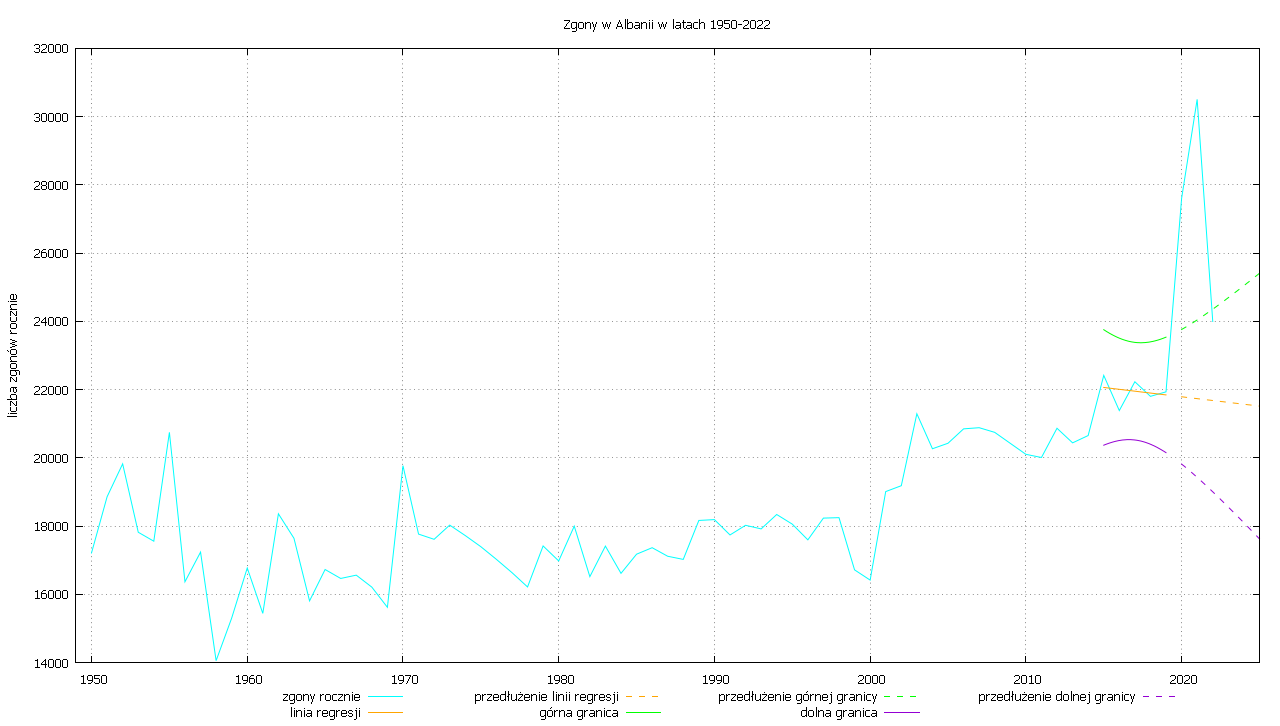 Zgony w Albanii w latach 1950-2022
32000
30000
28000
26000
24000
22000
20000
18000
16000
14000
liczba zgonów rocznie
1950 1960 1970 1980 1990 2000 2010 2020
zgony rocznie przedłużenie linii regresji przedłużenie górnej granicy przedłużenie dolnej granicy
linia regresji górna granica dolna granica